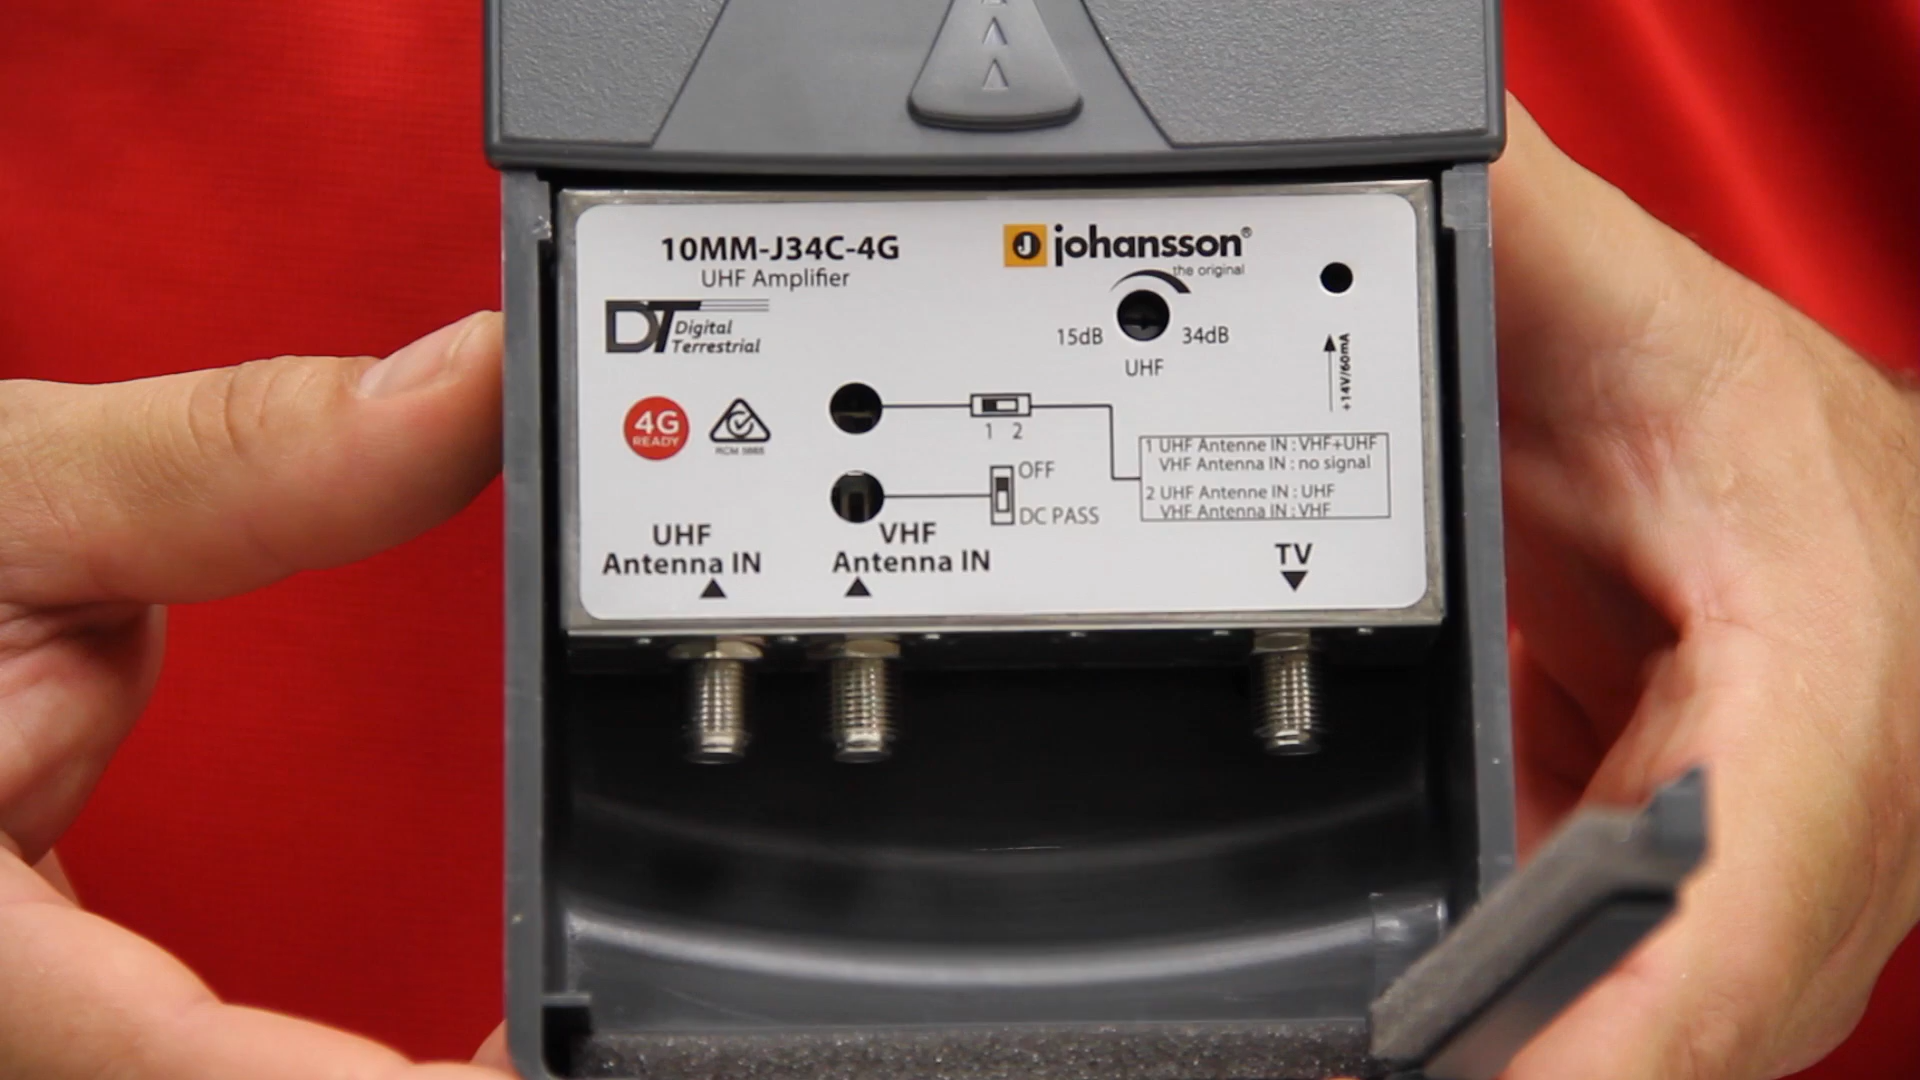 10MM-J34C-4G
UHF Amplifier
DT Digital
Terrestrial
J johansson®
the original
15dB 34dB
UHF
+14V/60mA
4G
READY
1 2
OFF
DC PASS
1 UHF Antenne IN : VHF+UHF
VHF Antenna IN : no signal
2 UHF Antenne IN : UHF
VHF Antenna IN : VHF
UHF
Antenna IN
VHF
Antenna IN
TV